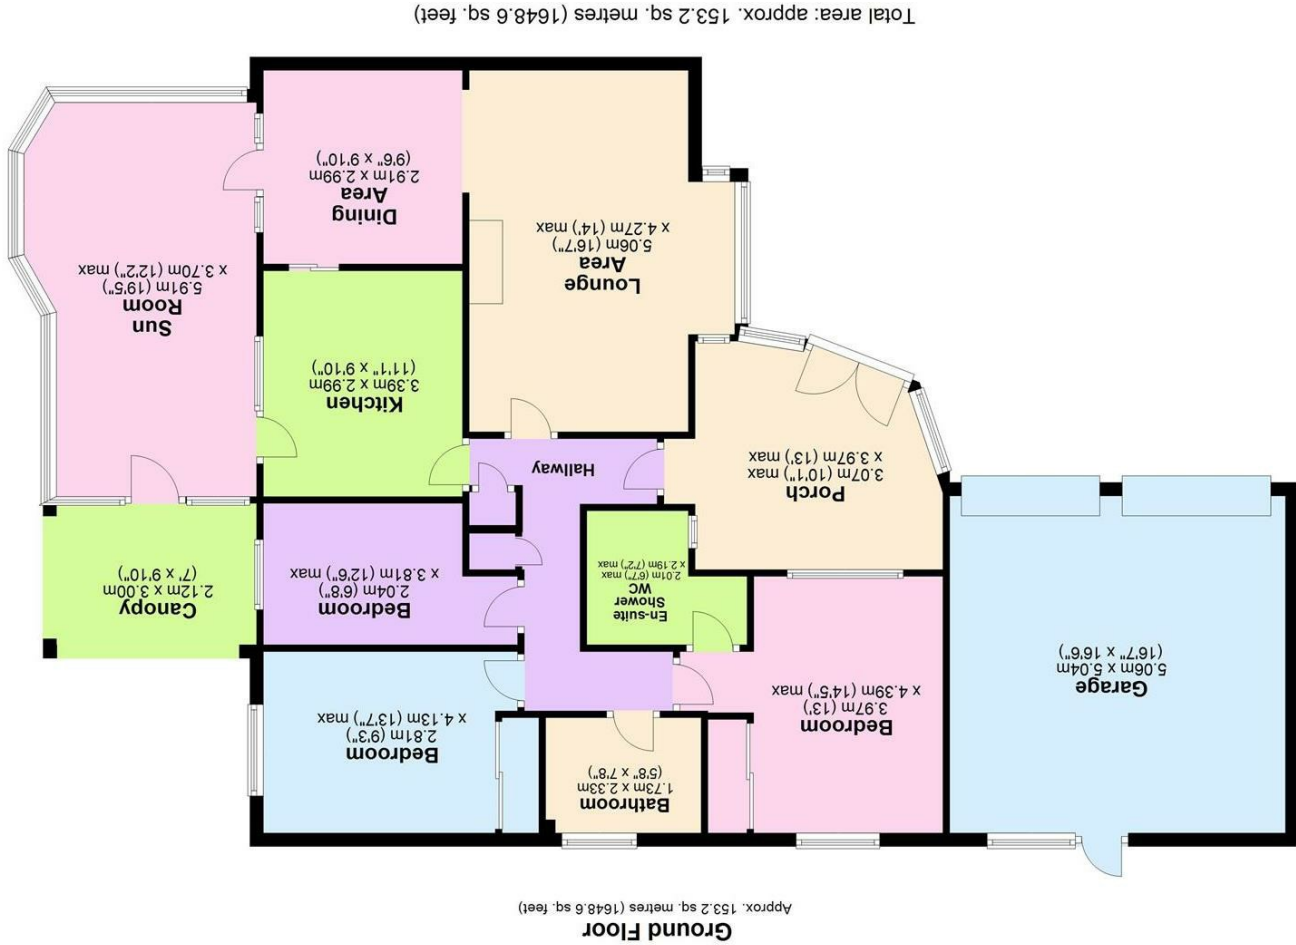 Ground Floor
Approx. 153.2 sq. metres (1648.6 sq. feet)
Garage
5.06m x 5.04m
(16'7" x 16'6")
Bedroom
3.97m (13')
x 4.39m (14'5") max
Bathroom
1.73m x 2.33m
(5'8" x 7'8")
Bedroom
2.81m (9'3")
x 4.13m (13'7") max
En-suite
Shower
WC
2.01m (6'7") max
x 2.19m (7'2") max
Bedroom
2.04m (6'8")
x 3.81m (12'6") max
Canopy
2.12m x 3.00m
(7' x 9'10")
Porch
3.07m (10'1") max
x 3.97m (13') max
Hallway
Kitchen
3.39m x 2.99m
(11'1" x 9'10")
Sun
Room
5.91m (19'5")
x 3.70m (12'2") max
Lounge
Area
5.06m (16'7")
x 4.27m (14') max
Dining
Area
2.91m x 2.99m
(9'6" x 9'10")
Total area: approx. 153.2 sq. metres (1648.6 sq. feet)